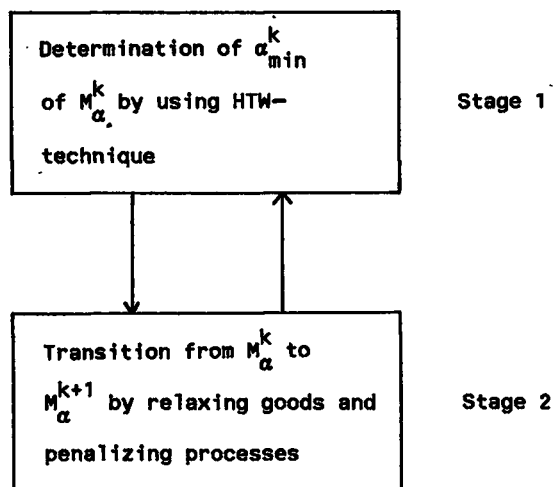 Determination of α^k_min
of M^k_α by using HTW-
technique
Stage 1
Transition from M^k_α to
M^{k+1}_α by relaxing goods and
penalizing processes
Stage 2